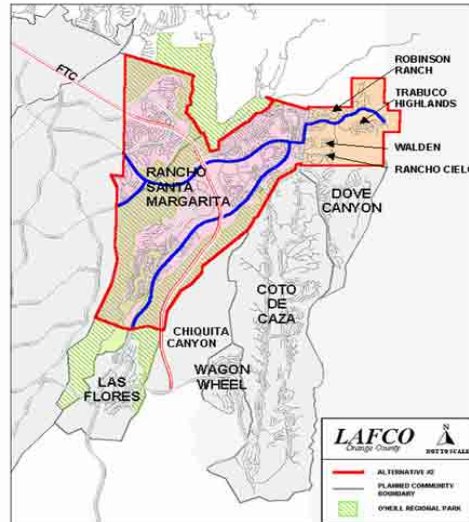 FTC
ROBINSON
RANCH
TRABUCO
HIGHLANDS
WALDEN
RANCHO CIELO
RANCHO
SANTA
MARGARITA
DOVE
CANYON
COTO
DE
CAZA
CHIQUITA
CANYON
WAGON
WHEEL
LAS
FLORES
LAFCO
Orange County
N
NOT TO SCALE
ALTERNATIVE #2
PLANNED COMMUNITY
BOUNDARY
O'NEILL REGIONAL PARK